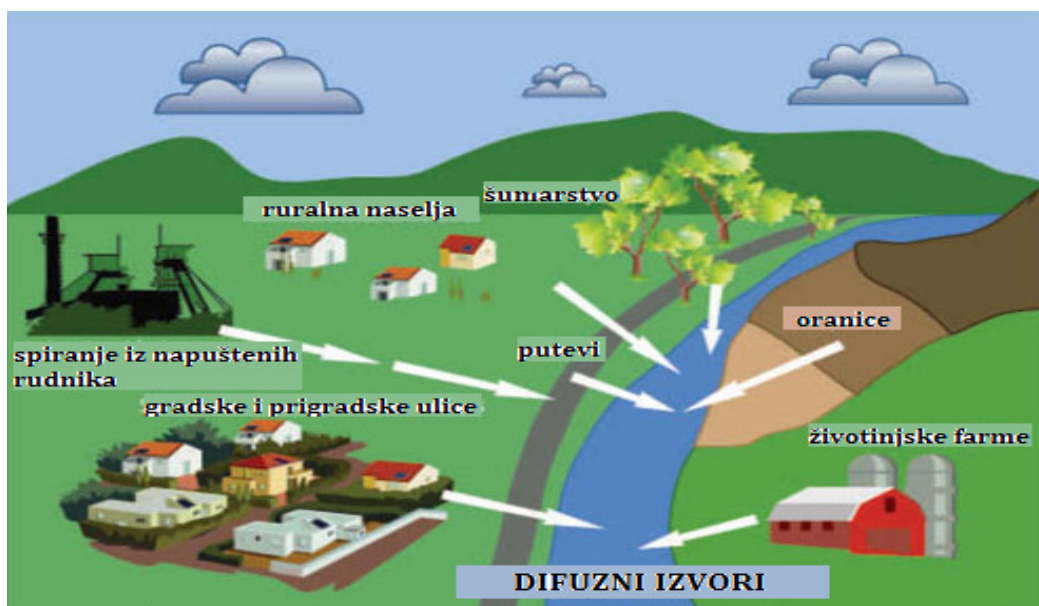 šumarstvo
ruralna naselja
oranice
putevi
spiranje iz napuštenih
rudnika
gradske i prigradske ulice
životinjske farme
DIFUZNI IZVORI